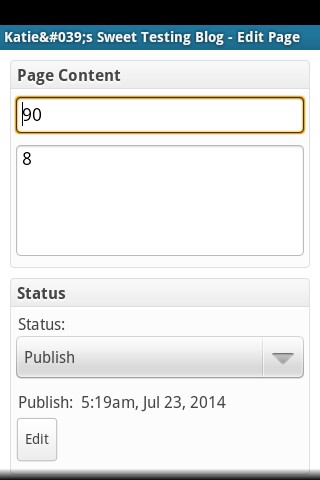 Katie&#039;s Sweet Testing Blog - Edit Page
Page Content
90
8
Status
Status:
Publish
Publish:  5:19am, Jul 23, 2014
Edit